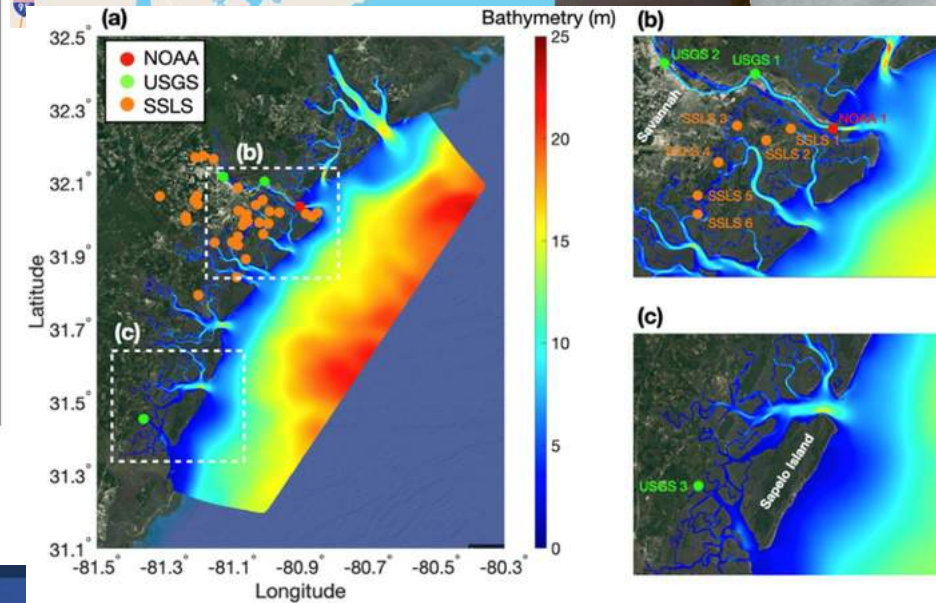 (a)
Bathymetry (m)
NOAA
USGS
SSLS
32.5°
32.3°
32.1°
31.9°
31.7°
31.5°
31.3°
31.1°
Latitude
(b)
(c)
-81.5°
-81.3°
-81.1°
-80.9°
-80.7°
-80.5°
-80.3°
Longitude
25
20
15
10
5
0
(b)
USGS 2
USGS 1
Savannah
SSLS 3
NOAA 1
SSLS 1
SSLS 2
SSLS 5
SSLS 6
(c)
USGS 3
Sapelo Island